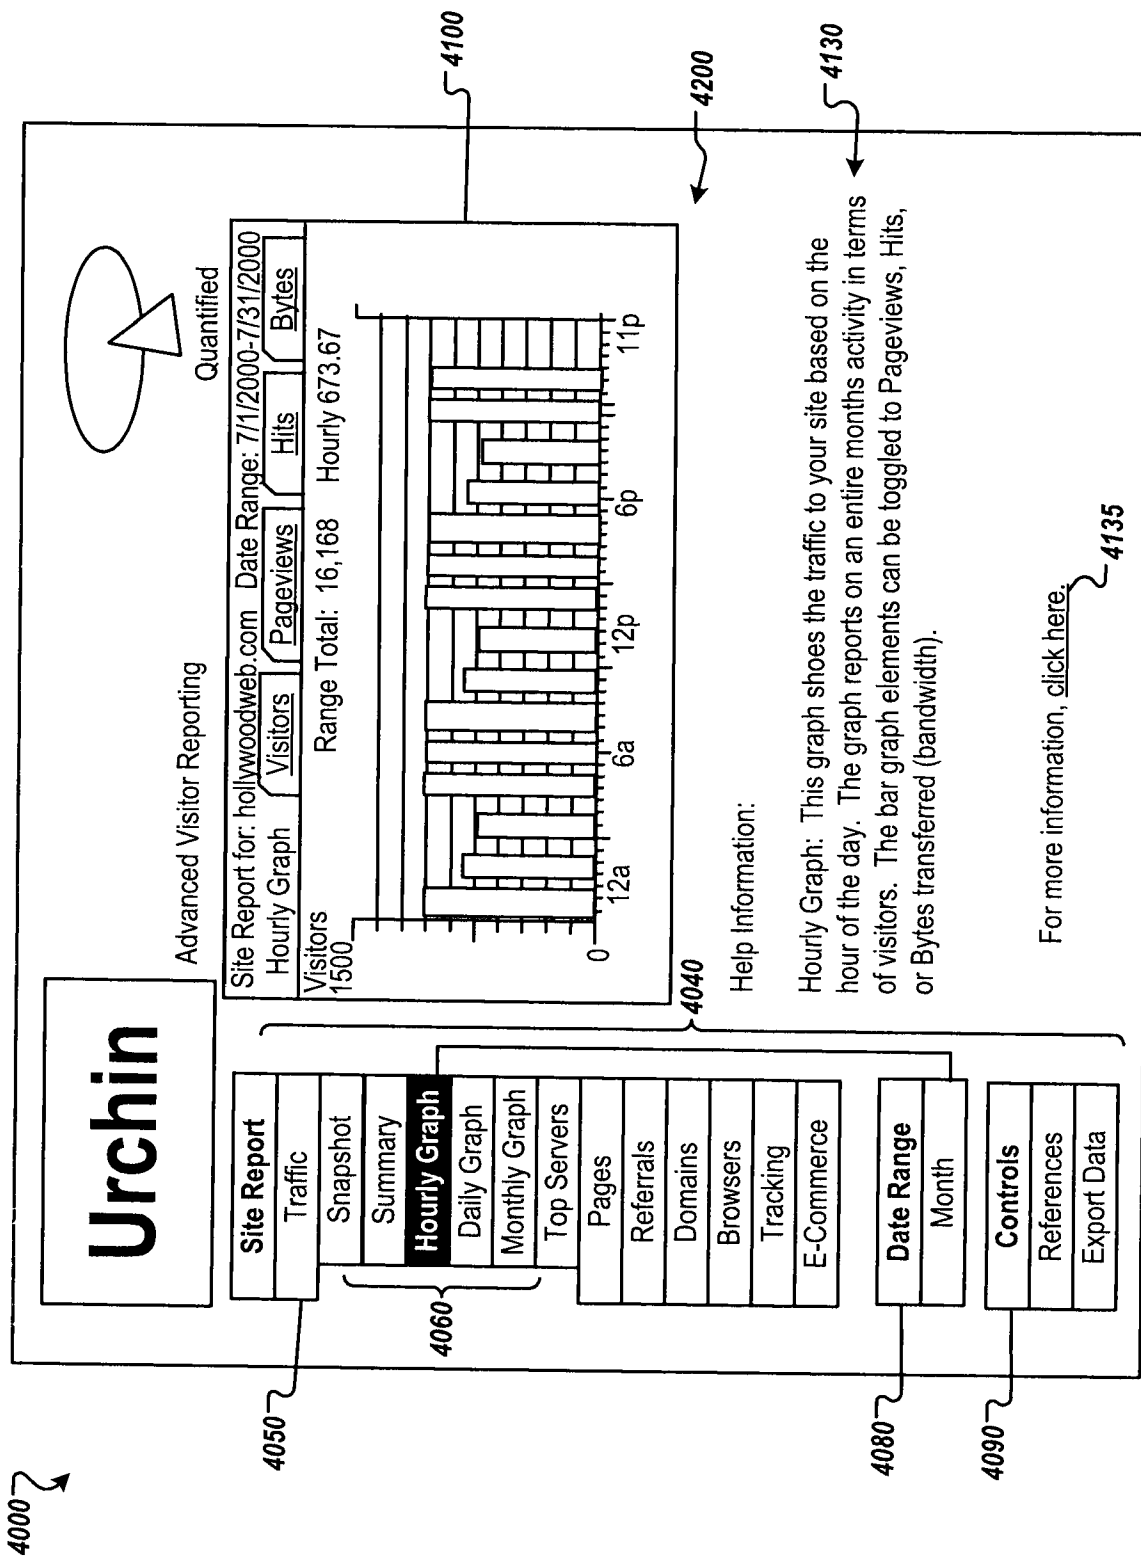 4000
Urchin
Advanced Visitor Reporting
Quantified
4050
4060
4080
4090
Site Report
Traffic
Snapshot
Summary
Hourly Graph
Daily Graph
Monthly Graph
Top Servers
Pages
Referrals
Domains
Browsers
Tracking
E-Commerce
Date Range
Month
Controls
References
Export Data
4040
Site Report for: hollywoodweb.com Date Range: 7/1/2000-7/31/2000
Hourly Graph Visitors Pageviews Hits Bytes
Visitors Range Total: 16,168 Hourly 673.67
1500
0
12a 6a 12p 6p 11p
4100
4200
Help Information:
Hourly Graph: This graph shoes the traffic to your site based on the
hour of the day. The graph reports on an entire months activity in terms
of visitors. The bar graph elements can be toggled to Pageviews, Hits,
or Bytes transferred (bandwidth).
4130
For more information, click here.
4135